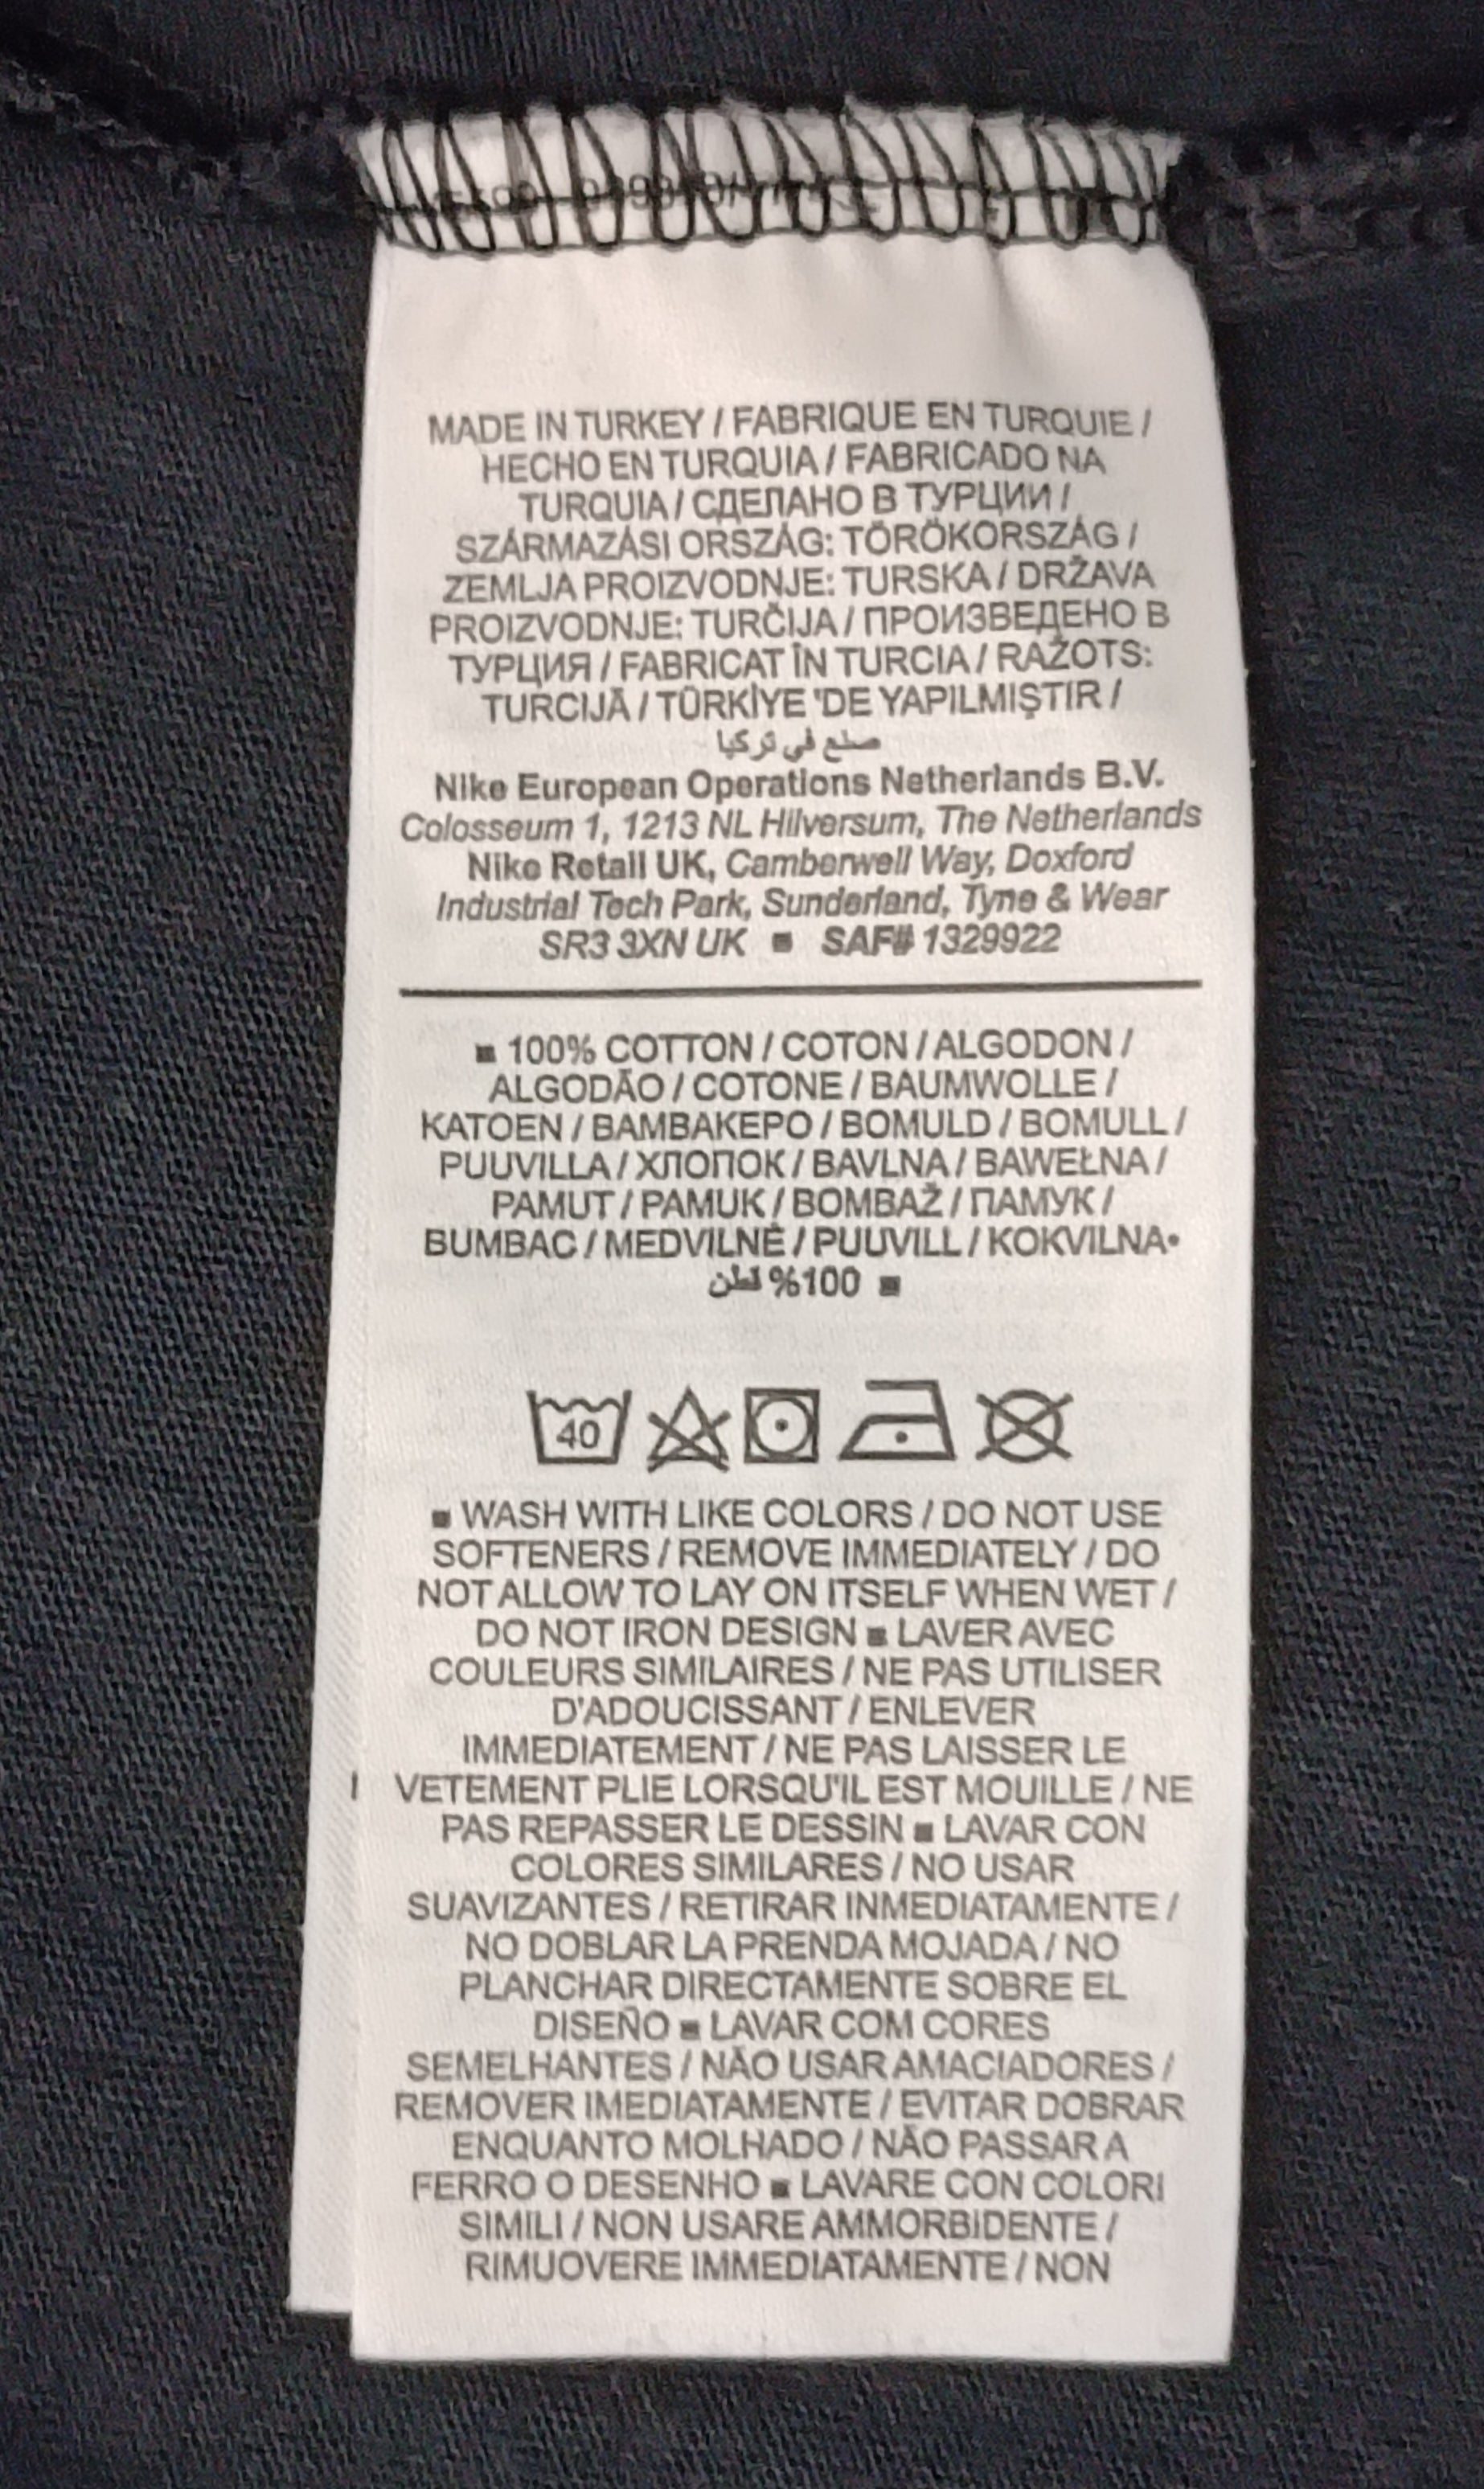 MADE IN TURKEY / FABRIQUE EN TURQUIE /
HECHO EN TURQUIA / FABRICADO NA
TURQUIA / СДЕЛАНО В ТУРЦИИ /
SZÁRMAZÁSI ORSZÁG: TÖRÖKORSZÁG /
ZEMLJA PROIZVODNJE: TURSKA / DRŽAVA
PROIZVODNJE: TURČIJA / ПРОИЗВЕДЕНО В
ТУРЦИЯ / FABRICAT ÎN TURCIA / RAŽOTS:
TURCIJĀ / TÜRKİYE 'DE YAPILMIŞTIR /
صنع في تركيا
Nike European Operations Netherlands B.V.
Colosseum 1, 1213 NL Hilversum, The Netherlands
Nike Retail UK, Camberwell Way, Doxford
Industrial Tech Park, Sunderland, Tyne & Wear
SR3 3XN UK ■ SAF# 1329922
■ 100% COTTON / COTON / ALGODON /
ALGODÃO / COTONE / BAUMWOLLE /
KATOEN / ΒΑΜΒΑΚΕΡΟ / BOMULD / BOMULL /
PUUVILLA / ХЛОПОК / BAVLNA / BAWEŁNA /
PAMUT / PAMUK / BOMBAŽ / ПАМУК /
BUMBAC / MEDVILNĖ / PUUVILL / KOKVILNA•
■ 100% قطن
40
■ WASH WITH LIKE COLORS / DO NOT USE
SOFTENERS / REMOVE IMMEDIATELY / DO
NOT ALLOW TO LAY ON ITSELF WHEN WET /
DO NOT IRON DESIGN ■ LAVER AVEC
COULEURS SIMILAIRES / NE PAS UTILISER
D'ADOUCISSANT / ENLEVER
IMMEDIATEMENT / NE PAS LAISSER LE
VETEMENT PLIE LORSQU'IL EST MOUILLE / NE
PAS REPASSER LE DESSIN ■ LAVAR CON
COLORES SIMILARES / NO USAR
SUAVIZANTES / RETIRAR INMEDIATAMENTE /
NO DOBLAR LA PRENDA MOJADA / NO
PLANCHAR DIRECTAMENTE SOBRE EL
DISEÑO ■ LAVAR COM CORES
SEMELHANTES / NÃO USAR AMACIADORES /
REMOVER IMEDIATAMENTE / EVITAR DOBRAR
ENQUANTO MOLHADO / NÃO PASSAR A
FERRO O DESENHO ■ LAVARE CON COLORI
SIMILI / NON USARE AMMORBIDENTE /
RIMUOVERE IMMEDIATAMENTE / NON